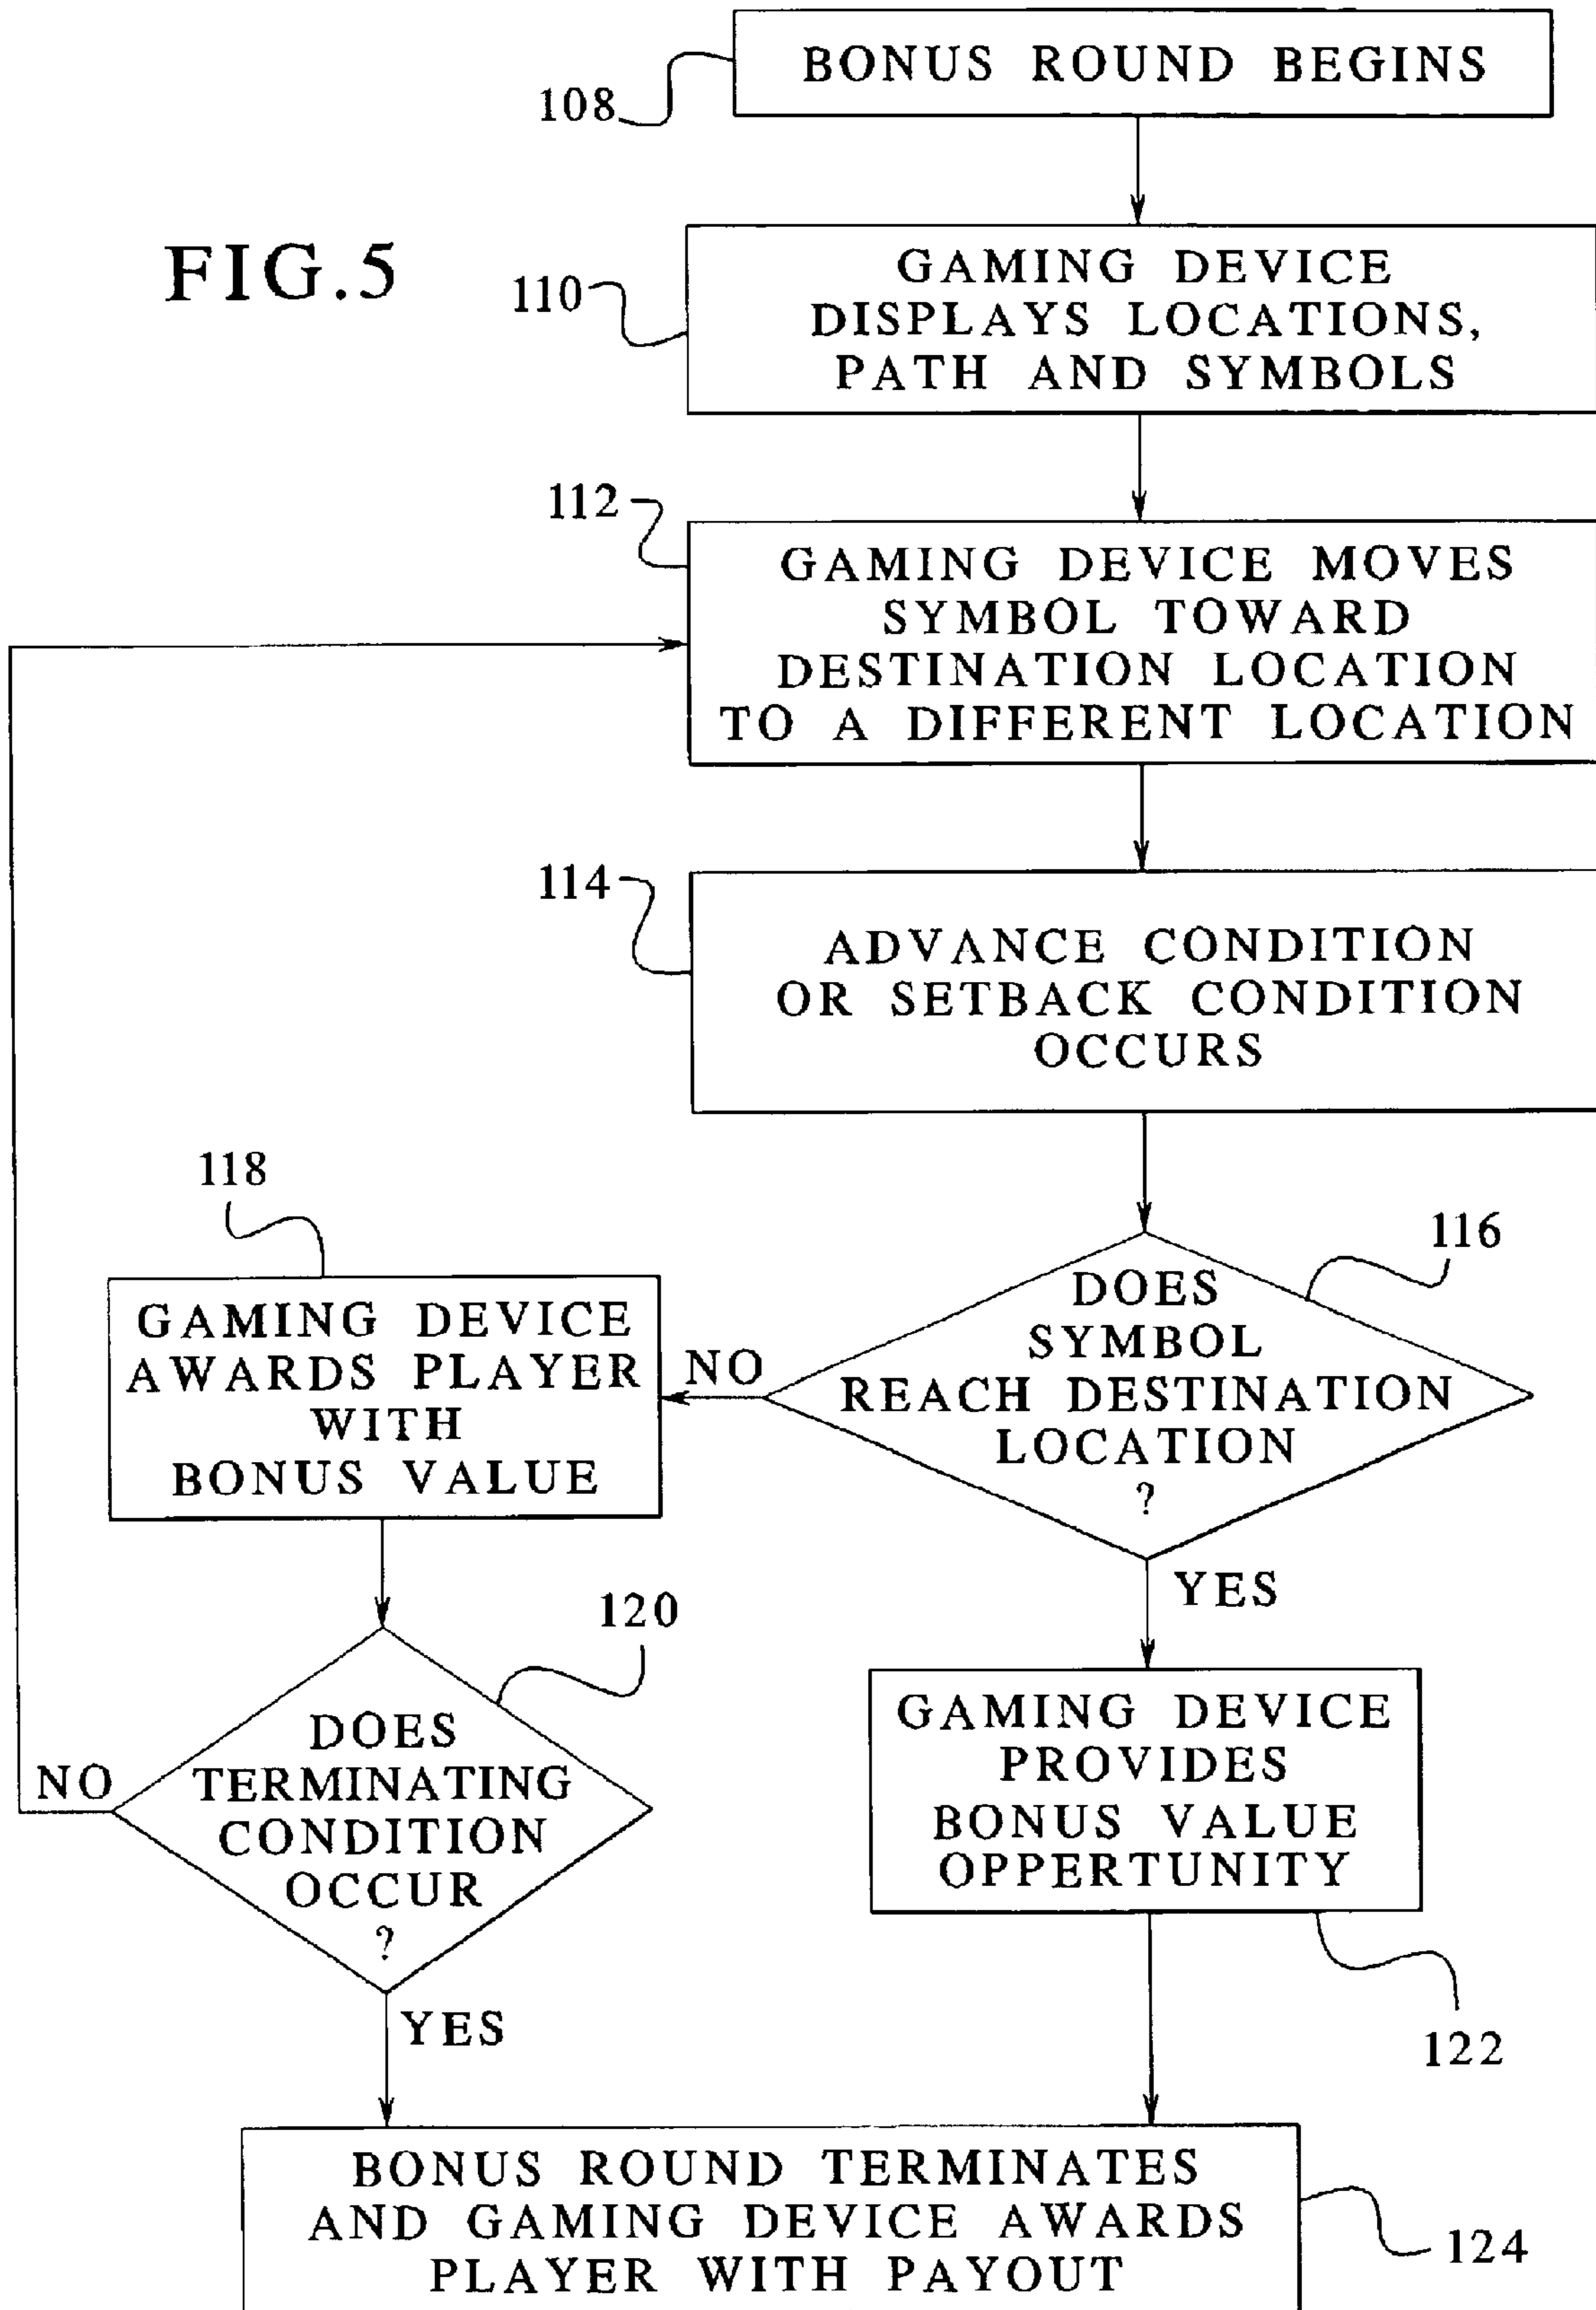 108
BONUS ROUND BEGINS
FIG.5
110
GAMING DEVICE
DISPLAYS LOCATIONS,
PATH AND SYMBOLS
112
GAMING DEVICE MOVES
SYMBOL TOWARD
DESTINATION LOCATION
TO A DIFFERENT LOCATION
114
ADVANCE CONDITION
OR SETBACK CONDITION
OCCURS
116
DOES
SYMBOL
REACH DESTINATION
LOCATION
?
NO
118
GAMING DEVICE
AWARDS PLAYER
WITH
BONUS VALUE
YES
120
DOES
TERMINATING
CONDITION
OCCUR
?
NO
YES
GAMING DEVICE
PROVIDES
BONUS VALUE
OPPERTUNITY
122
BONUS ROUND TERMINATES
AND GAMING DEVICE AWARDS
PLAYER WITH PAYOUT
124